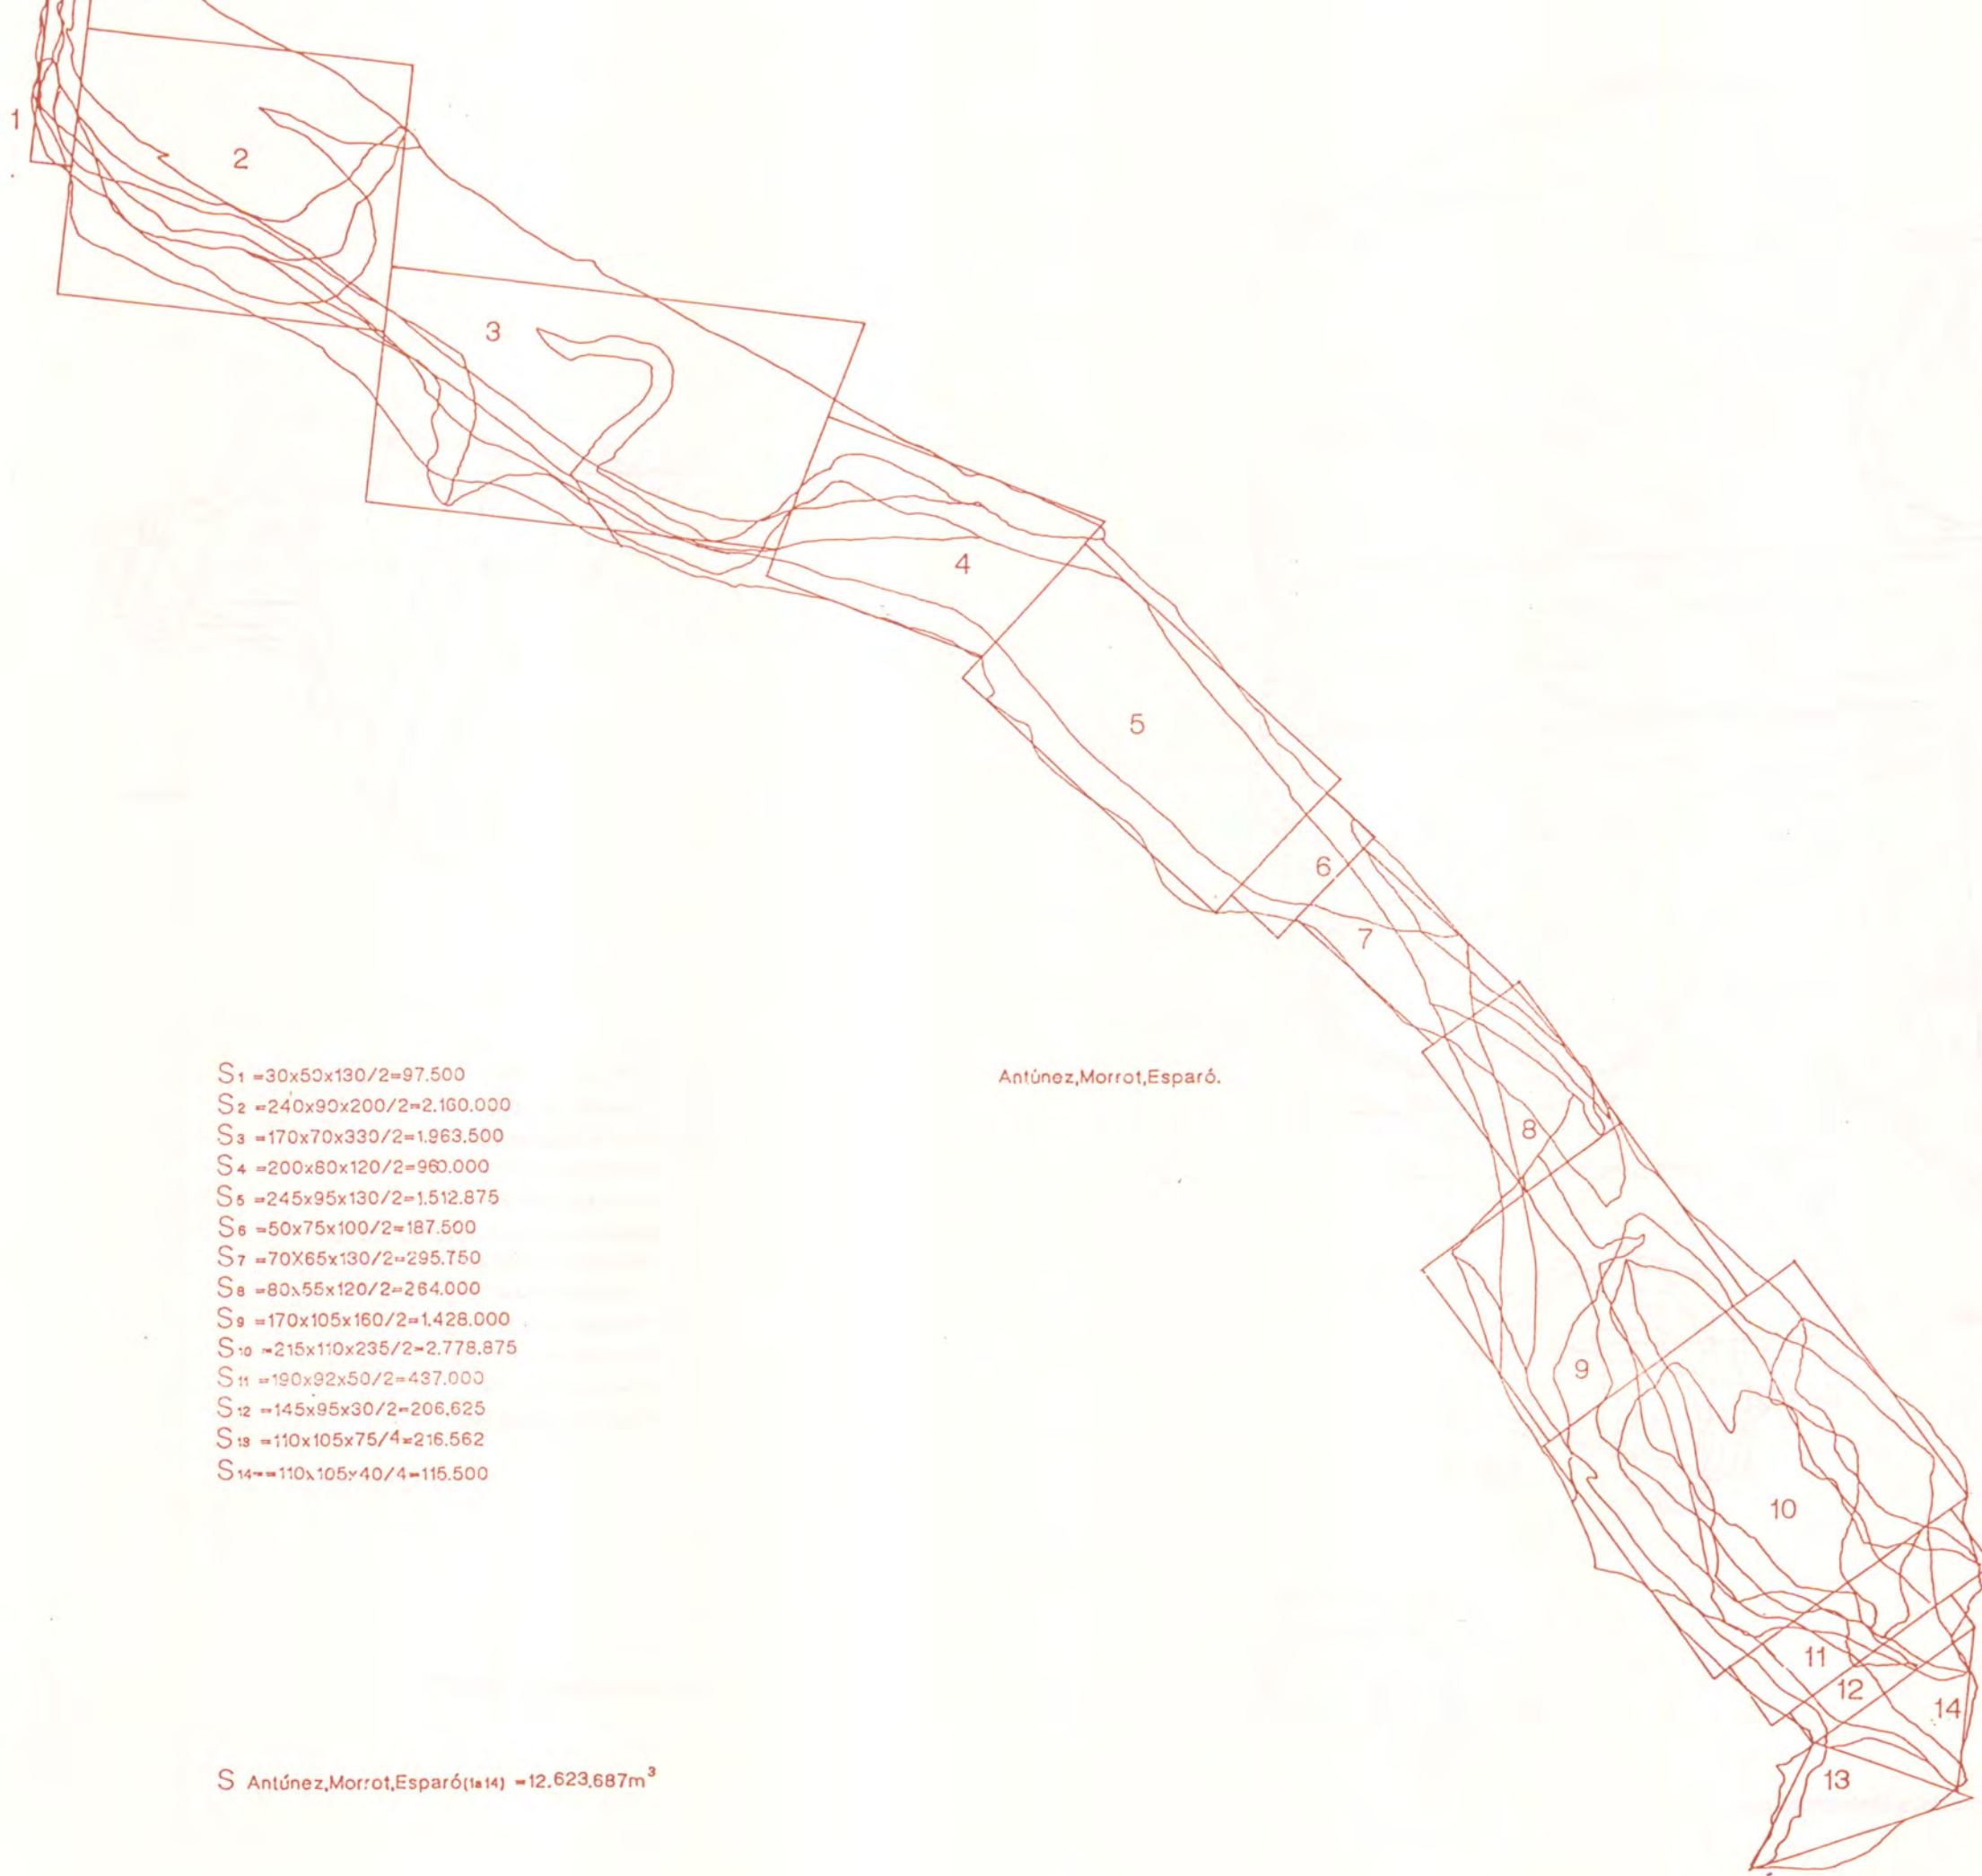 1
2
3
4
5
6
7
8
9
10
11
12
14
13
S1 =30x50x130/2=97.500
S2 =240x90x200/2=2.160.000
S3 =170x70x330/2=1.963.500
S4 =200x80x120/2=960.000
S5 =245x95x130/2=1.512.875
S6 =50x75x100/2=187.500
S7 =70X65x130/2=295.750
S8 =80x55x120/2=264.000
S9 =170x105x160/2=1.428.000
S10 =215x110x235/2=2.778.875
S11 =190x92x50/2=437.000
S12 =145x95x30/2=206.625
S13 =110x105x75/4=216.562
S14==110x105x40/4=115.500
Antúnez,Morrot,Esparó.
S Antúnez,Morrot,Esparó(1a14) =12.623.687m³